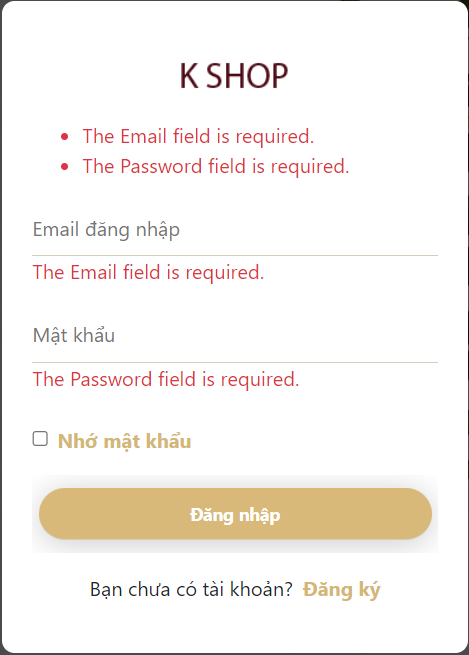 K SHOP
The Email field is required.
The Password field is required.
Email đăng nhập
The Email field is required.
Mật khẩu
The Password field is required.
Nhớ mật khẩu
Đăng nhập
Bạn chưa có tài khoản? Đăng ký